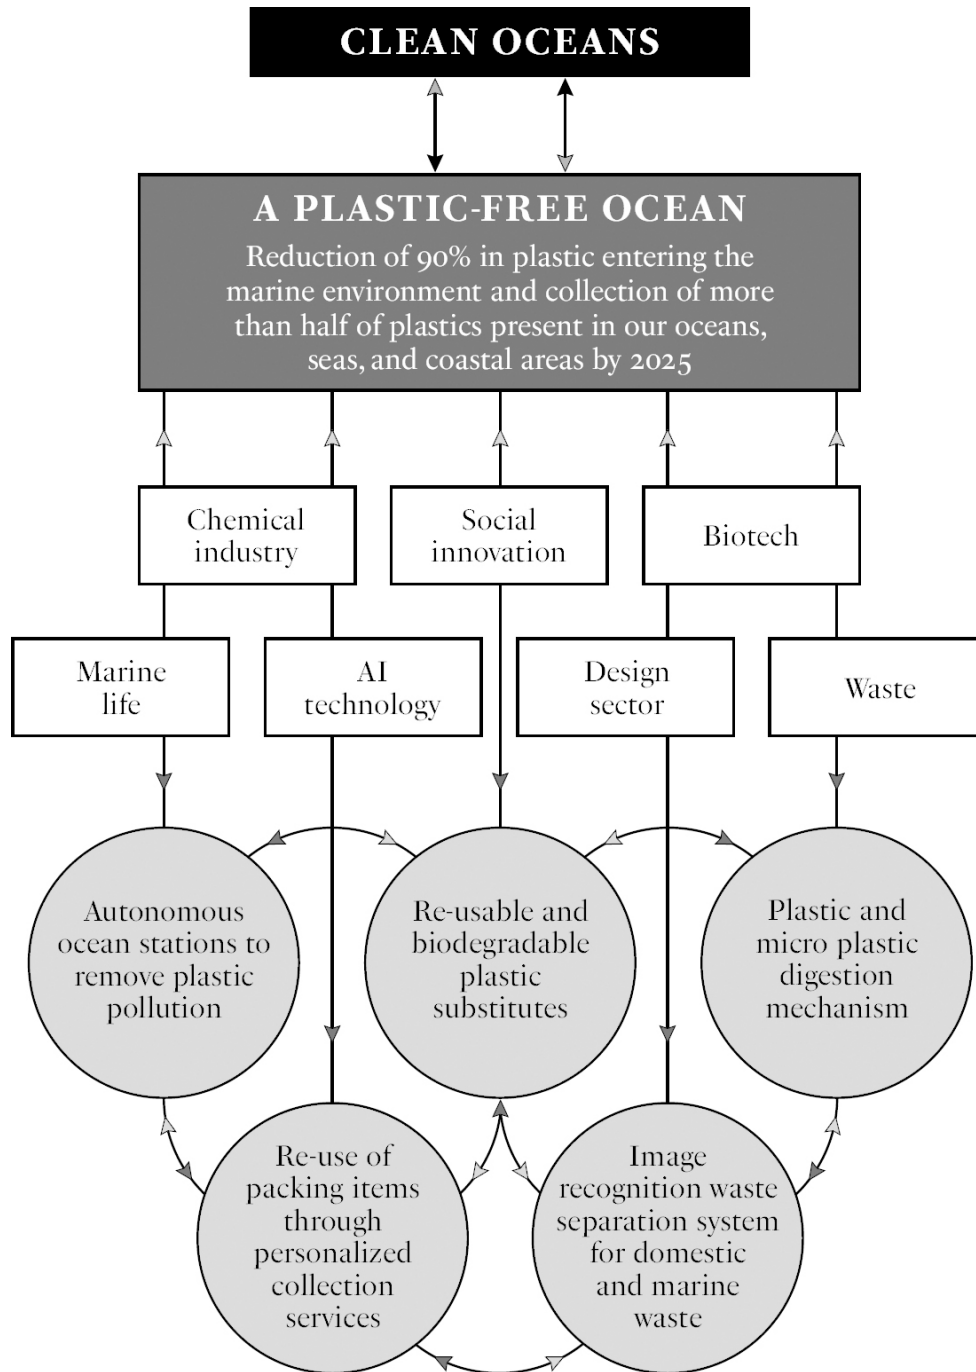 CLEAN OCEANS
A PLASTIC-FREE OCEAN
Reduction of 90% in plastic entering the
marine environment and collection of more
than half of plastics present in our oceans,
seas, and coastal areas by 2025
Chemical
industry
Social
innovation
Biotech
Marine
life
AI
technology
Design
sector
Waste
Autonomous
ocean stations to
remove plastic
pollution
Re-usable and
biodegradable
plastic
substitutes
Plastic and
micro plastic
digestion
mechanism
Re-use of
packing items
through
personalized
collection
services
Image
recognition waste
separation system
for domestic
and marine
waste